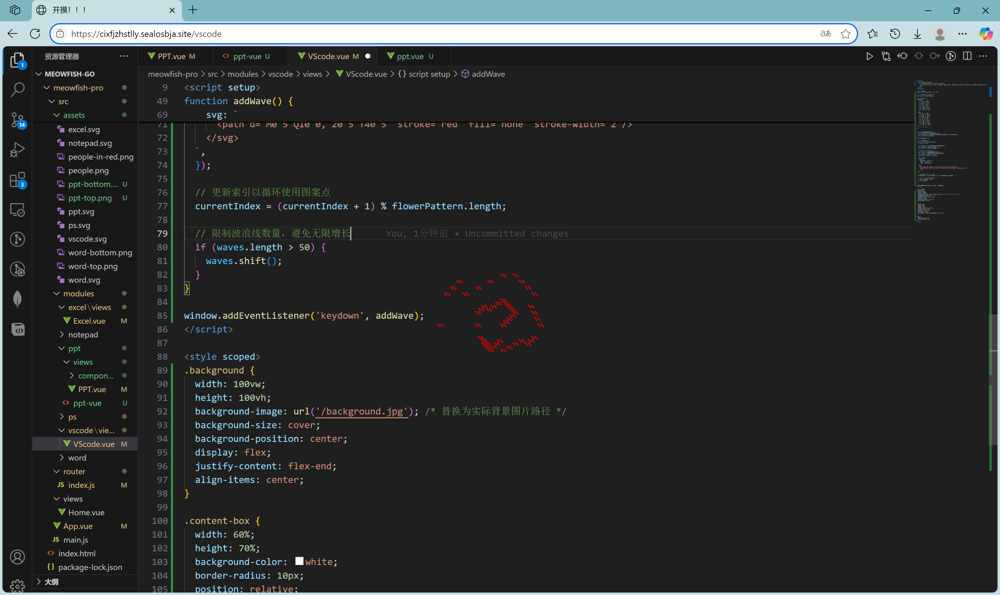 开摸！！！
https://cixfjzhstlly.sealosbja.site/vscode
aあ
资源管理器
PPT.vue M
ppt-vue U
VScode.vue M
ppt.vue U
1
MEOWFISH-GO
meowfish-pro > src > modules > vscode > views > VScode.vue > {} script setup > addWave
meowfish-pro
src
assets
excel.svg
notepad.svg
people-in-red.png
people.png
ppt-bottom.... U
ppt-top.png U
ppt.svg
ps.svg
vscode.svg
word-bottom.png
word-top.png
word.svg
modules
excel\views
Excel.vue M
notepad
ppt
views
compon...
PPT.vue M
ppt-vue U
ps
vscode\vie...
VScode.vue M
word
router
JS index.js M
views
Home.vue
App.vue M
JS main.js
index.html
{} package-lock.json
大纲
14
3
9 <script setup>
49 function addWave() {
69 svg: `
71 <path d="M0 5 Q10 0, 20 5 T40 5" stroke="red" fill="none" stroke-width="2"/>
72 </svg>
73 `,
74 });
75
76 // 更新索引以循环使用图案点
77 currentIndex = (currentIndex + 1) % flowerPattern.length;
78
79 // 限制波浪线数量，避免无限增长 You, 1分钟前 • Uncommitted changes
80 if (waves.length > 50) {
81 waves.shift();
82 }
83 }
84
85 window.addEventListener('keydown', addWave);
86 </script>
87
88 <style scoped>
89 .background {
90 width: 100vw;
91 height: 100vh;
92 background-image: url('/background.jpg'); /* 替换为实际背景图片路径 */
93 background-size: cover;
94 background-position: center;
95 display: flex;
96 justify-content: flex-end;
97 align-items: center;
98 }
99
100 .content-box {
101 width: 60%;
102 height: 70%;
103 background-color: white;
104 border-radius: 10px;
105 position: relative;